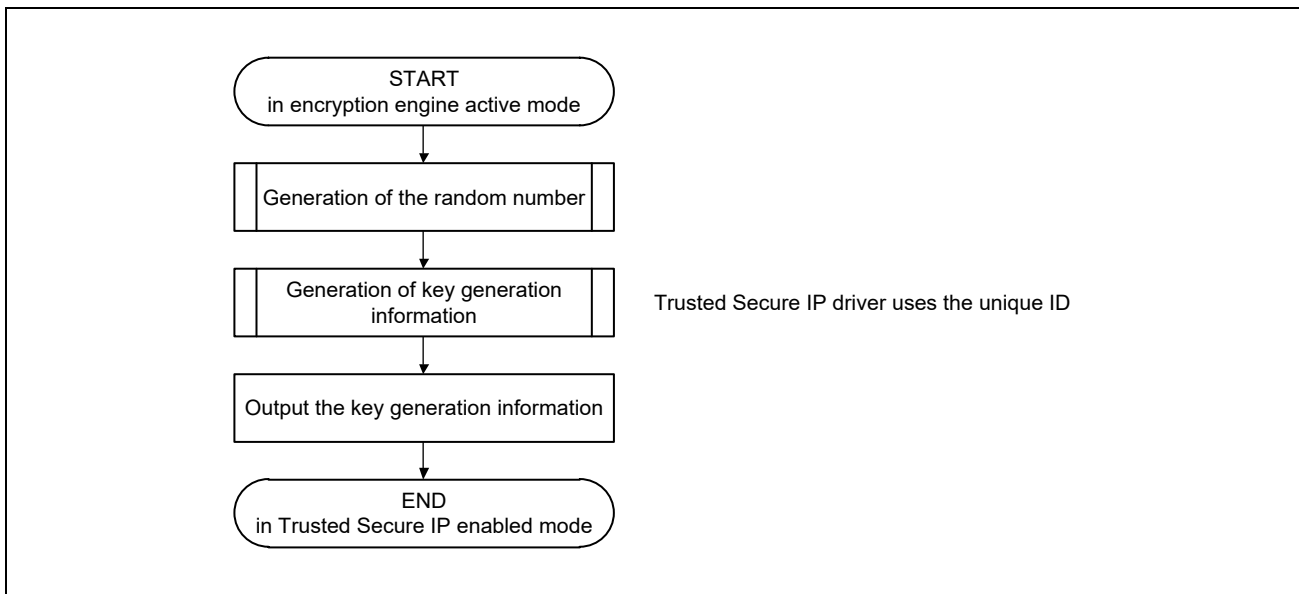 START
in encryption engine active mode
Generation of the random number
Generation of key generation
information
Trusted Secure IP driver uses the unique ID
Output the key generation information
END
in Trusted Secure IP enabled mode